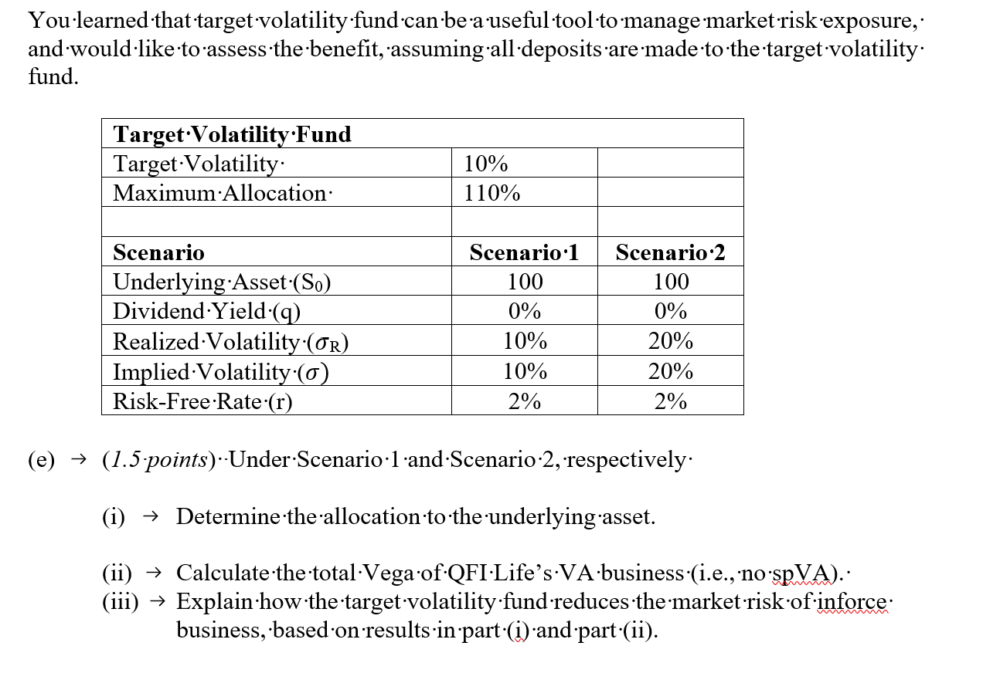 You learned that target volatility fund can be a useful tool to manage market risk exposure,
and would like to assess the benefit, assuming all deposits are made to the target volatility
fund.
Target Volatility Fund
Target Volatility 10%
Maximum Allocation 110%
Scenario Scenario 1 Scenario 2
Underlying Asset (S₀) 100 100
Dividend Yield (q) 0% 0%
Realized Volatility (σR) 10% 20%
Implied Volatility (σ) 10% 20%
Risk-Free Rate (r) 2% 2%
(e) → (1.5 points) Under Scenario 1 and Scenario 2, respectively
(i) → Determine the allocation to the underlying asset.
(ii) → Calculate the total Vega of QFI Life’s VA business (i.e., no spVA).
(iii) → Explain how the target volatility fund reduces the market risk of inforce
business, based on results in part (i) and part (ii).